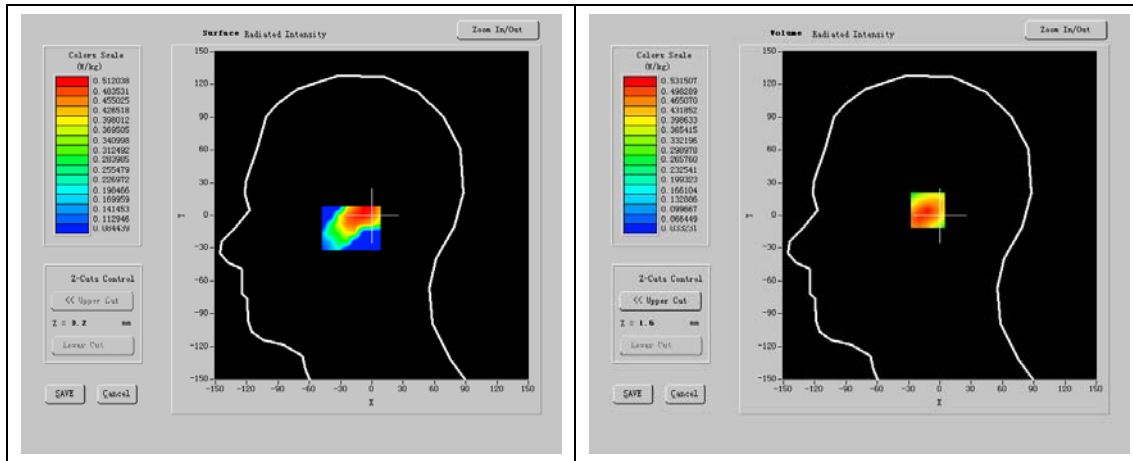 Surface Radiated Intensity
Zoom In/Out
Colors Scale
(W/kg)
0.512038
0.483531
0.455025
0.426518
0.398012
0.369505
0.340998
0.312492
0.283985
0.255479
0.226972
0.198466
0.169959
0.141453
0.112946
0.084439
150
120
90
60
30
Y
0
-30
-60
-90
-120
-150
-150 -120 -90 -60 -30 0 30 60 90 120 150
X
Z-Cuts Control
<< Upper Cut
mm
Lower Cut
SAVE
Cancel
Volume Radiated Intensity
Zoom In/Out
Colors Scale
(W/kg)
0.531507
0.498289
0.465070
0.431852
0.398633
0.365415
0.332196
0.298978
0.265760
0.232541
0.199323
0.166104
0.132886
0.099667
0.066449
0.033231
150
120
90
60
30
Y
0
-30
-60
-90
-120
-150
-150 -120 -90 -60 -30 0 30 60 90 120 150
X
Z-Cuts Control
<< Upper Cut
Z = 1.6 mm
Lower Cut
SAVE
Cancel